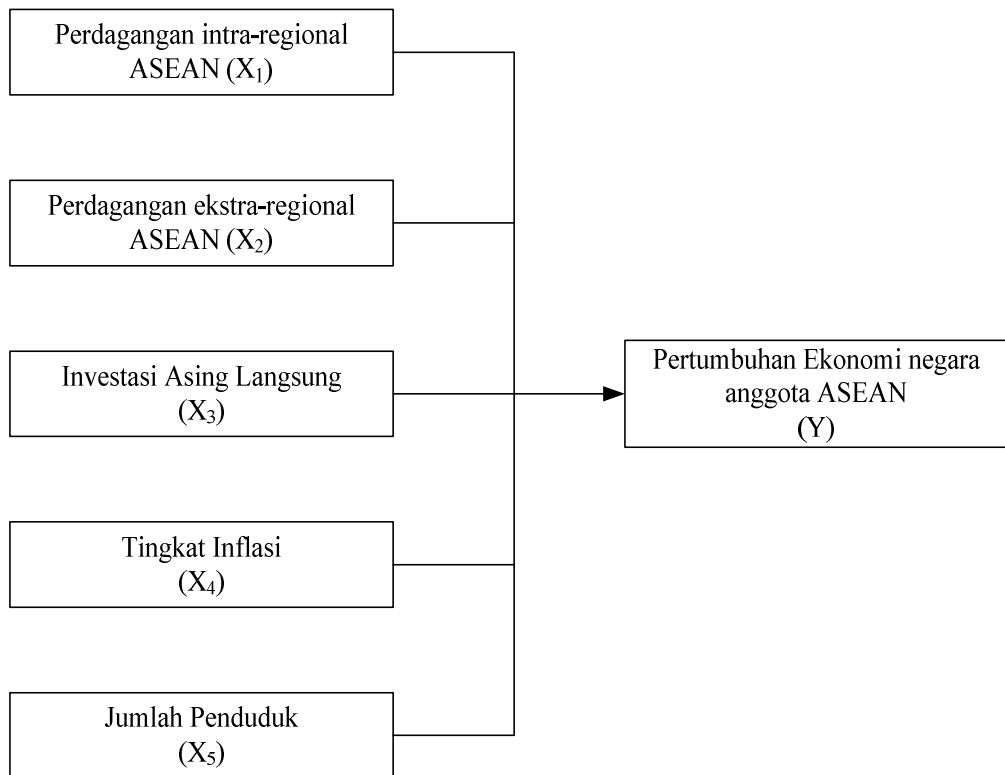 Perdagangan intra-regional
ASEAN (X₁)
Perdagangan ekstra-regional
ASEAN (X₂)
Investasi Asing Langsung
(X₃)
Pertumbuhan Ekonomi negara
anggota ASEAN
(Y)
Tingkat Inflasi
(X₄)
Jumlah Penduduk
(X₅)